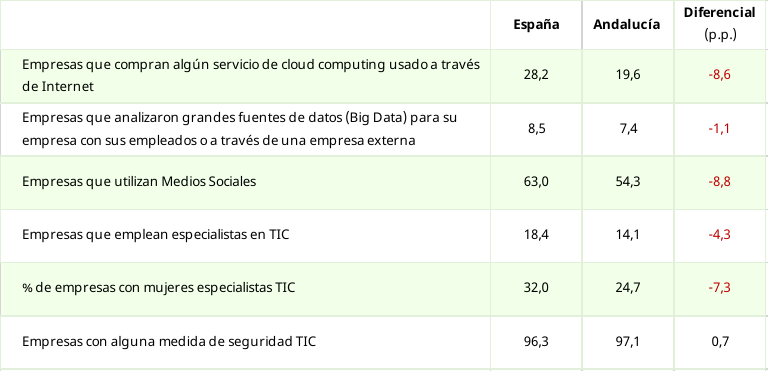 España Andalucía Diferencial
(p.p.)
Empresas que compran algún servicio de cloud computing usado a través
de Internet
28,2 19,6 -8,6
Empresas que analizaron grandes fuentes de datos (Big Data) para su
empresa con sus empleados o a través de una empresa externa
8,5 7,4 -1,1
Empresas que utilizan Medios Sociales 63,0 54,3 -8,8
Empresas que emplean especialistas en TIC 18,4 14,1 -4,3
% de empresas con mujeres especialistas TIC 32,0 24,7 -7,3
Empresas con alguna medida de seguridad TIC 96,3 97,1 0,7